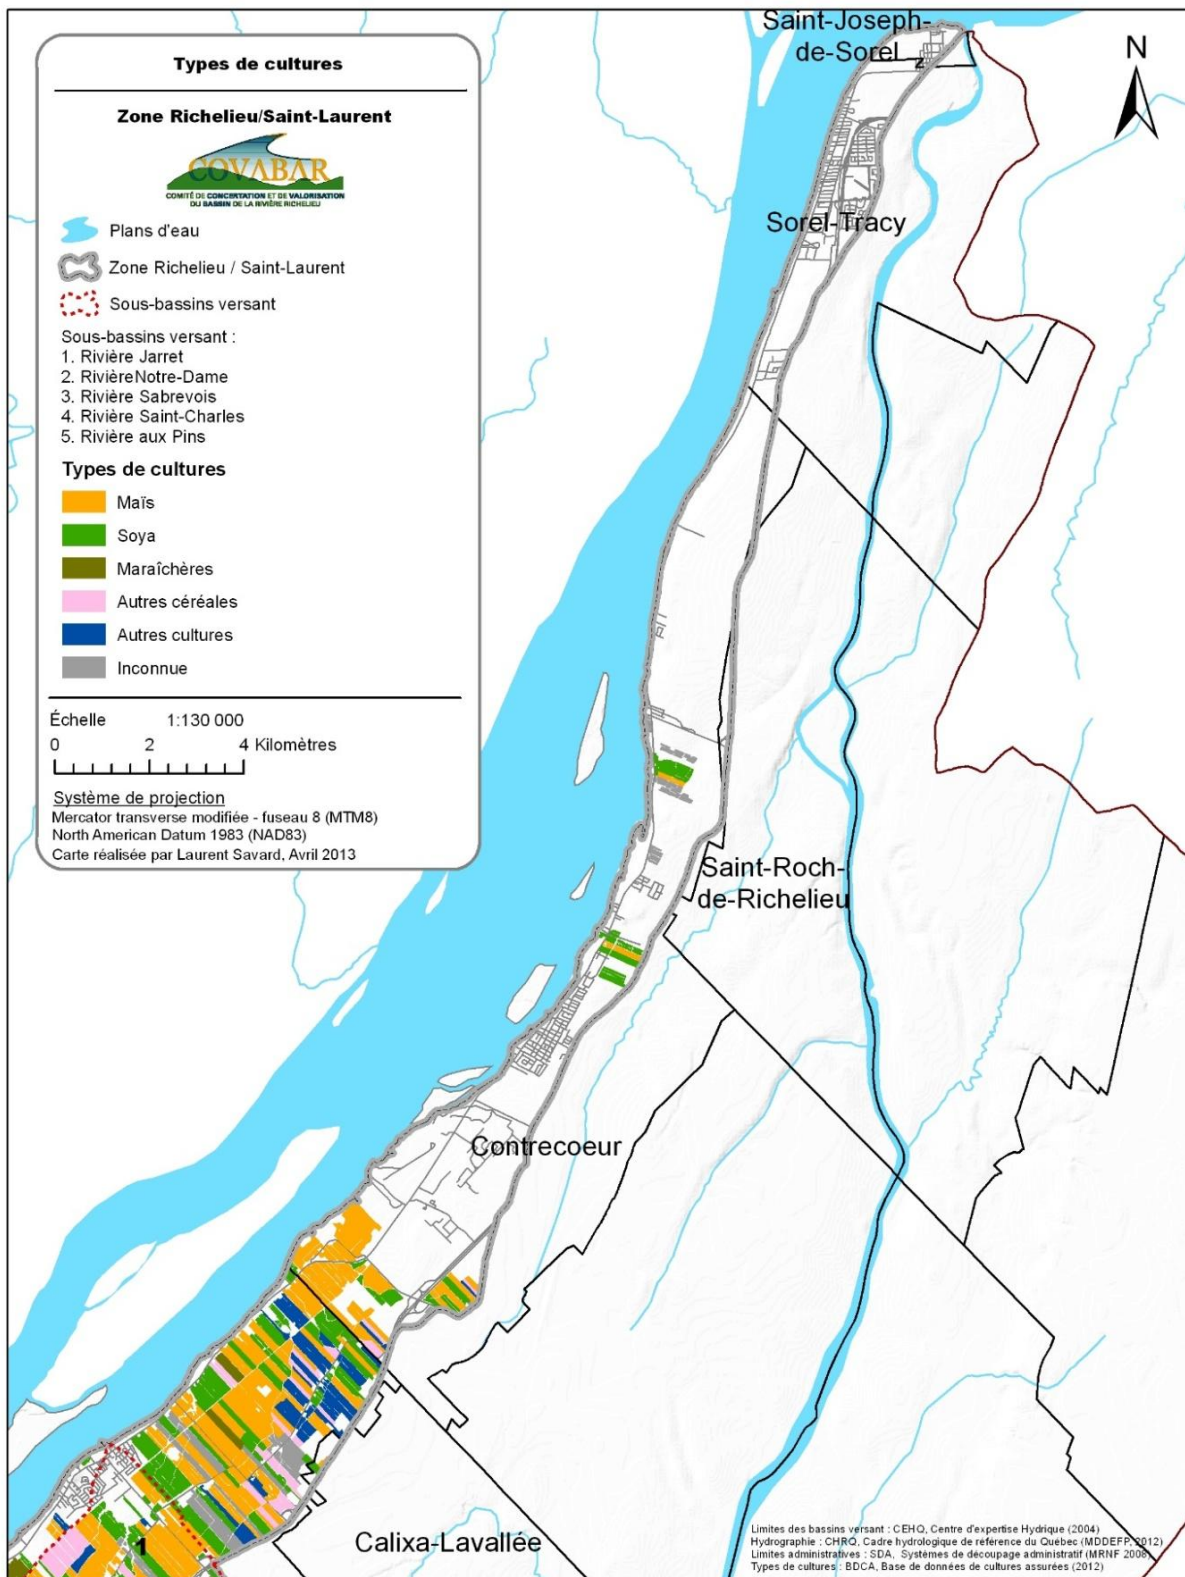 Types de cultures
Zone Richelieu/Saint-Laurent
COVABAR
COMITÉ DE CONCERTATION ET DE VALORISATION
DU BASSIN DE LA RIVIÈRE RICHELIEU
Plans d'eau
Zone Richelieu / Saint-Laurent
Sous-bassins versant
Sous-bassins versant :
1. Rivière Jarret
2. RivièreNotre-Dame
3. Rivière Sabrevois
4. Rivière Saint-Charles
5. Rivière aux Pins
Types de cultures
Maïs
Soya
Maraîchères
Autres céréales
Autres cultures
Inconnue
Échelle 1:130 000
0 2 4 Kilomètres
Système de projection
Mercator transverse modifiée - fuseau 8 (MTM8)
North American Datum 1983 (NAD83)
Carte réalisée par Laurent Savard, Avril 2013
Saint-Joseph-
de-Sorel
2
N
Sorel-Tracy
Saint-Roch-
de-Richelieu
Contrecoeur
Calixa-Lavallée
1
Limites des bassins versant : CEHQ, Centre d'expertise Hydrique (2004)
Hydrographie : CHRQ, Cadre hydrologique de référence du Québec (MDDEFP, 2012)
Limites administratives : SDA, Systèmes de découpage administratif (MRNF 2008)
Types de cultures : BDCA, Base de données de cultures assurées (2012)